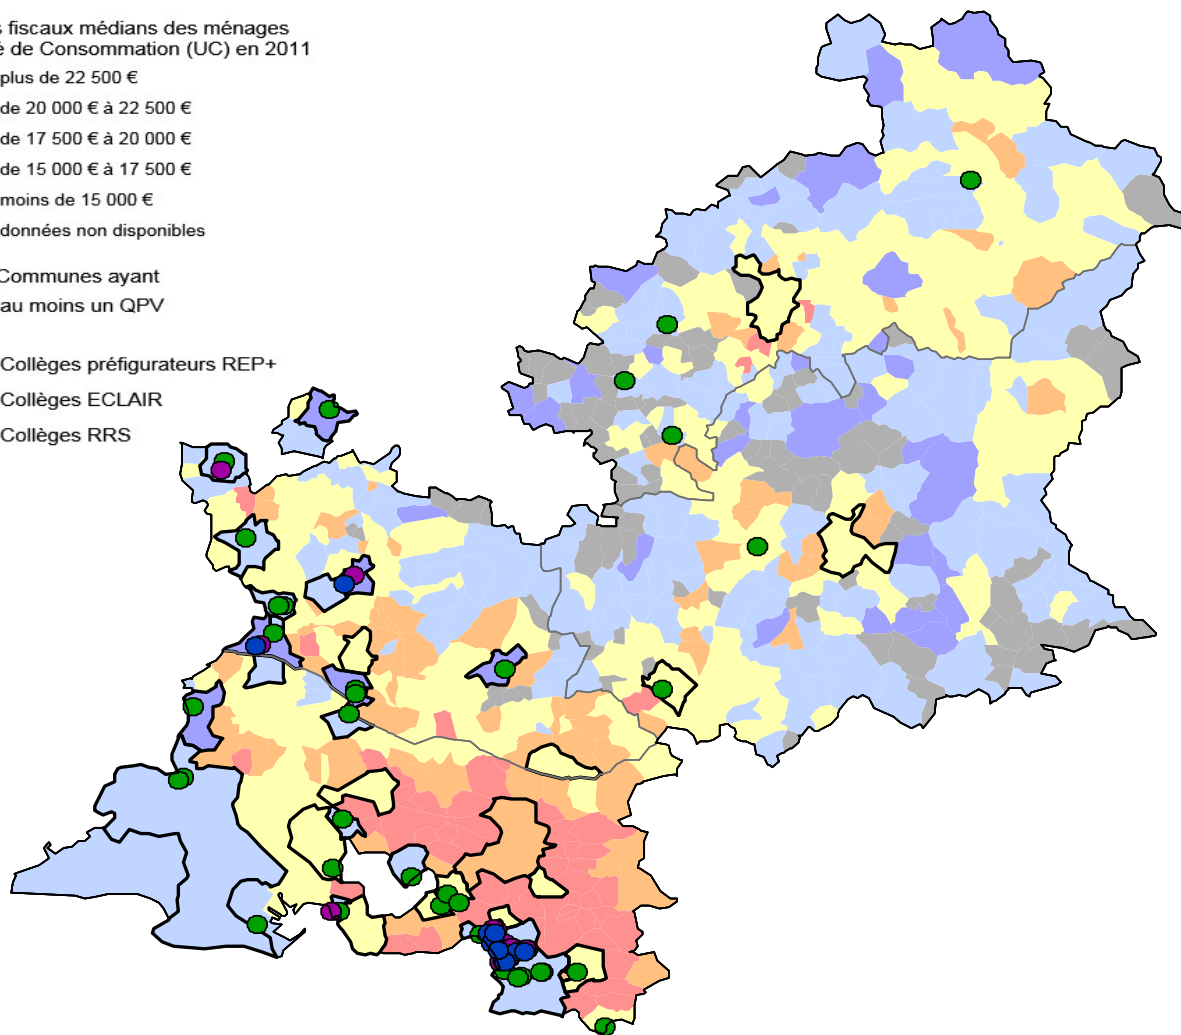 fiscaux médians des ménages
de Consommation (UC) en 2011
plus de 22 500 €
de 20 000 € à 22 500 €
de 17 500 € à 20 000 €
de 15 000 € à 17 500 €
moins de 15 000 €
données non disponibles
Communes ayant
au moins un QPV
Collèges préfigurateurs REP+
Collèges ECLAIR
Collèges RRS